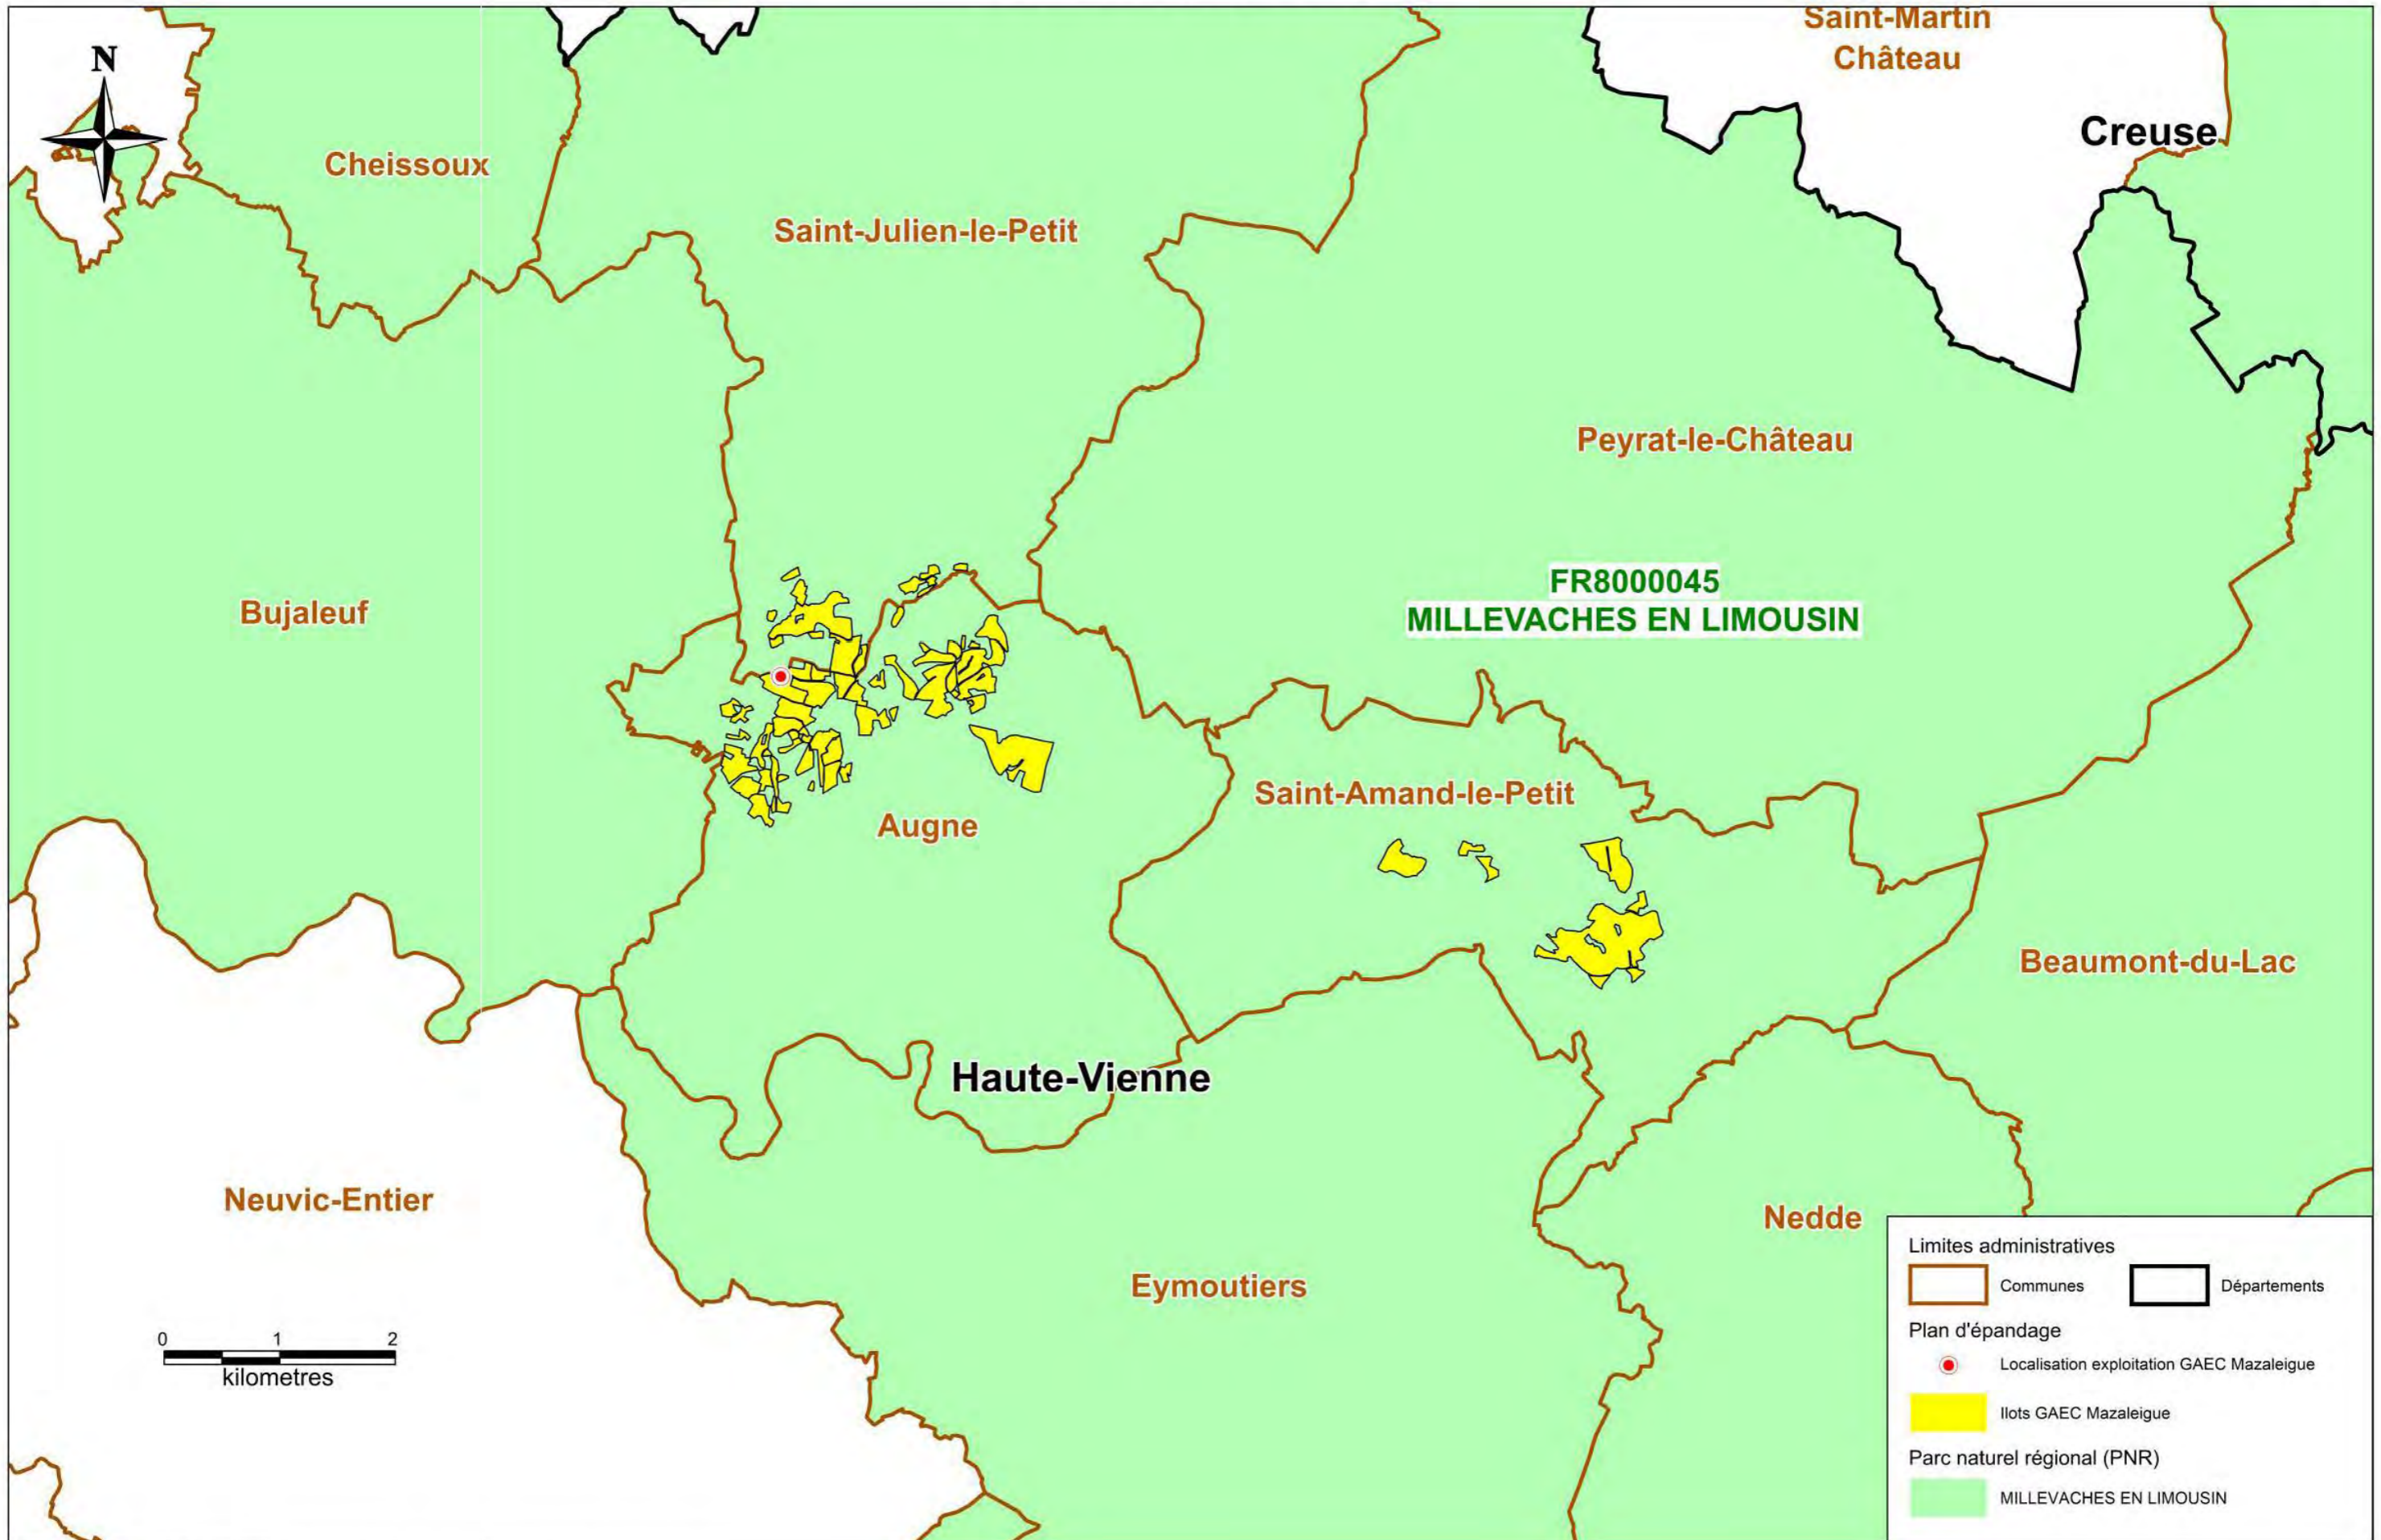 Saint-Martin
Château
N
Creuse
Cheissoux
Saint-Julien-le-Petit
Peyrat-le-Château
FR8000045
MILLEVACHES EN LIMOUSIN
Bujaleuf
Saint-Amand-le-Petit
Augne
Beaumont-du-Lac
Haute-Vienne
Neuvic-Entier
Nedde
Eymoutiers
0 1 2
kilometres
Limites administratives
Communes
Départements
Plan d'épandage
Localisation exploitation GAEC Mazaleigue
Ilots GAEC Mazaleigue
Parc naturel régional (PNR)
MILLEVACHES EN LIMOUSIN